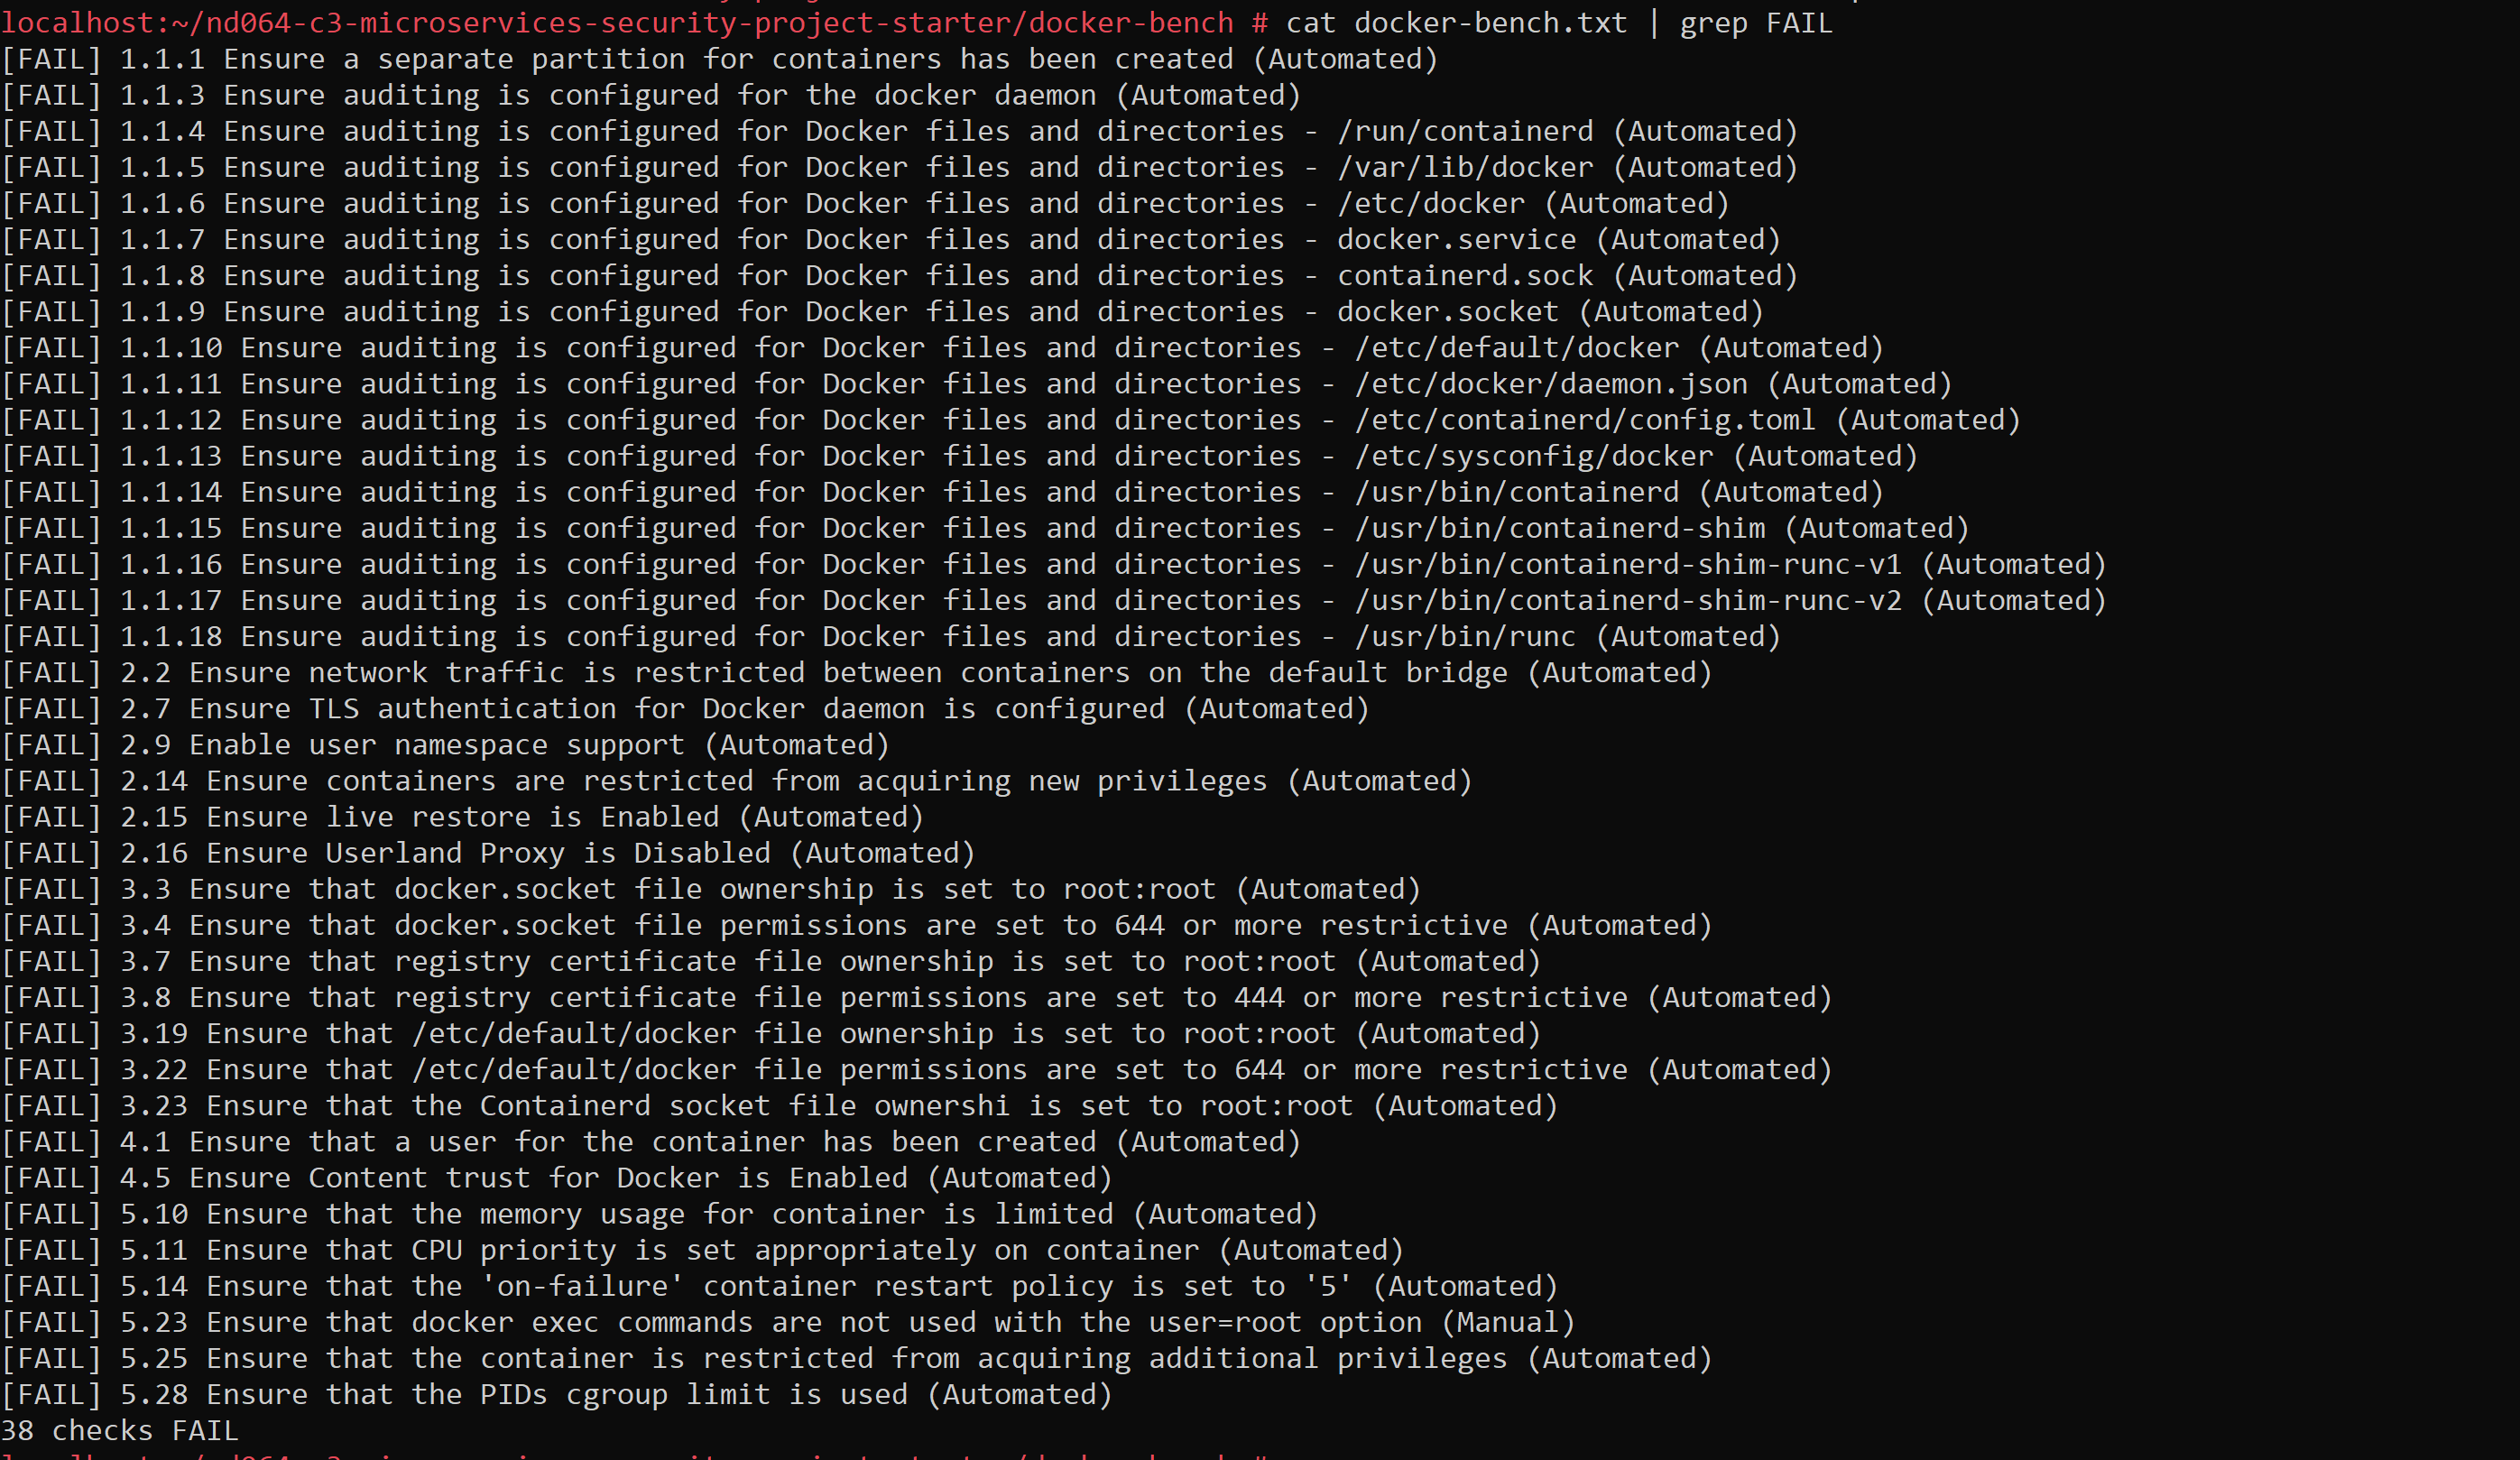 localhost:~/nd064-c3-microservices-security-project-starter/docker-bench # cat docker-bench.txt | grep FAIL
[FAIL] 1.1.1 Ensure a separate partition for containers has been created (Automated)
[FAIL] 1.1.3 Ensure auditing is configured for the docker daemon (Automated)
[FAIL] 1.1.4 Ensure auditing is configured for Docker files and directories - /run/containerd (Automated)
[FAIL] 1.1.5 Ensure auditing is configured for Docker files and directories - /var/lib/docker (Automated)
[FAIL] 1.1.6 Ensure auditing is configured for Docker files and directories - /etc/docker (Automated)
[FAIL] 1.1.7 Ensure auditing is configured for Docker files and directories - docker.service (Automated)
[FAIL] 1.1.8 Ensure auditing is configured for Docker files and directories - containerd.sock (Automated)
[FAIL] 1.1.9 Ensure auditing is configured for Docker files and directories - docker.socket (Automated)
[FAIL] 1.1.10 Ensure auditing is configured for Docker files and directories - /etc/default/docker (Automated)
[FAIL] 1.1.11 Ensure auditing is configured for Docker files and directories - /etc/docker/daemon.json (Automated)
[FAIL] 1.1.12 Ensure auditing is configured for Docker files and directories - /etc/containerd/config.toml (Automated)
[FAIL] 1.1.13 Ensure auditing is configured for Docker files and directories - /etc/sysconfig/docker (Automated)
[FAIL] 1.1.14 Ensure auditing is configured for Docker files and directories - /usr/bin/containerd (Automated)
[FAIL] 1.1.15 Ensure auditing is configured for Docker files and directories - /usr/bin/containerd-shim (Automated)
[FAIL] 1.1.16 Ensure auditing is configured for Docker files and directories - /usr/bin/containerd-shim-runc-v1 (Automated)
[FAIL] 1.1.17 Ensure auditing is configured for Docker files and directories - /usr/bin/containerd-shim-runc-v2 (Automated)
[FAIL] 1.1.18 Ensure auditing is configured for Docker files and directories - /usr/bin/runc (Automated)
[FAIL] 2.2 Ensure network traffic is restricted between containers on the default bridge (Automated)
[FAIL] 2.7 Ensure TLS authentication for Docker daemon is configured (Automated)
[FAIL] 2.9 Enable user namespace support (Automated)
[FAIL] 2.14 Ensure containers are restricted from acquiring new privileges (Automated)
[FAIL] 2.15 Ensure live restore is Enabled (Automated)
[FAIL] 2.16 Ensure Userland Proxy is Disabled (Automated)
[FAIL] 3.3 Ensure that docker.socket file ownership is set to root:root (Automated)
[FAIL] 3.4 Ensure that docker.socket file permissions are set to 644 or more restrictive (Automated)
[FAIL] 3.7 Ensure that registry certificate file ownership is set to root:root (Automated)
[FAIL] 3.8 Ensure that registry certificate file permissions are set to 444 or more restrictive (Automated)
[FAIL] 3.19 Ensure that /etc/default/docker file ownership is set to root:root (Automated)
[FAIL] 3.22 Ensure that /etc/default/docker file permissions are set to 644 or more restrictive (Automated)
[FAIL] 3.23 Ensure that the Containerd socket file ownershi is set to root:root (Automated)
[FAIL] 4.1 Ensure that a user for the container has been created (Automated)
[FAIL] 4.5 Ensure Content trust for Docker is Enabled (Automated)
[FAIL] 5.10 Ensure that the memory usage for container is limited (Automated)
[FAIL] 5.11 Ensure that CPU priority is set appropriately on container (Automated)
[FAIL] 5.14 Ensure that the 'on-failure' container restart policy is set to '5' (Automated)
[FAIL] 5.23 Ensure that docker exec commands are not used with the user=root option (Manual)
[FAIL] 5.25 Ensure that the container is restricted from acquiring additional privileges (Automated)
[FAIL] 5.28 Ensure that the PIDs cgroup limit is used (Automated)
38 checks FAIL